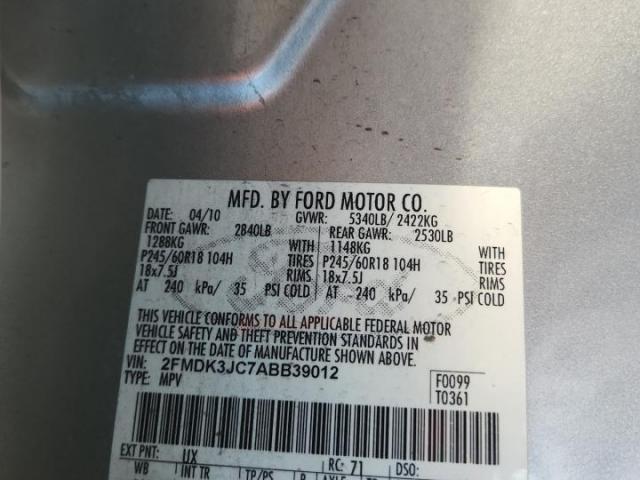 MFD. BY FORD MOTOR CO.
DATE: 04/10 GVWR: 5340LB/ 2422KG
FRONT GAWR: 2840LB REAR GAWR: 2530LB
1288KG WITH 1148KG WITH
P245/60R18 104H TIRES P245/60R18 104H TIRES
18x7.5J RIMS 18x7.5J RIMS
AT 240 kPa/ 35 PSI COLD AT 240 kPa/ 35 PSI COLD
THIS VEHICLE CONFORMS TO ALL APPLICABLE FEDERAL MOTOR
VEHICLE SAFETY AND THEFT PREVENTION STANDARDS IN
EFFECT ON THE DATE OF MANUFACTURE SHOWN ABOVE.
VIN: 2FMDK3JC7ABB39012
TYPE: MPV
F0099
T0361
EXT PNT: UX RC: 71 DSO:
WB INT TR TP/PS R AXLE